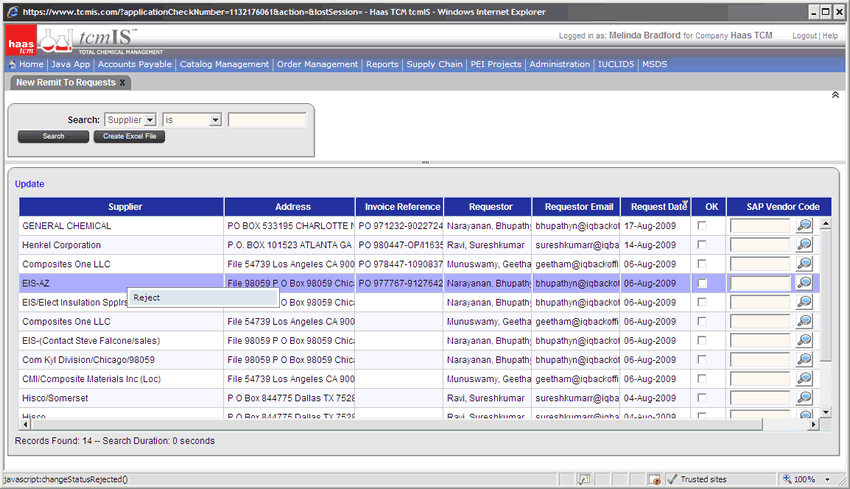 https://www.tcmis.com/?applicationCheckNumber=1132176061&action=&lostSession= - Haas TCM tcmIS - Windows Internet Explorer
haas tcm
tcmIS™
TOTAL CHEMICAL MANAGEMENT
Logged in as: Melinda Bradford for Company Haas TCM Logout | Help
Home | Java App | Accounts Payable | Catalog Management | Order Management | Reports | Supply Chain | PEI Projects | Administration | IUCLID5 | MSDS
New Remit To Requests x
Search: Supplier is
Search Create Excel File
Update
Supplier Address Invoice Reference Requestor Requestor Email Request Date OK SAP Vendor Code
GENERAL CHEMICAL PO BOX 533195 CHARLOTTE N PO 971232-9022724 Narayanan, Bhupathy bhupathyn@iqbackoff 17-Aug-2009
Henkel Corporation P.O. BOX 101523 ATLANTA GA PO 980447-OP/I1635 Ravi, Sureshkumar sureshkumarr@iqba 14-Aug-2009
Composites One LLC File 54739 Los Angeles CA 900 PO 978447-1090837 Munuswamy, Geetham geetham@iqbackoffi 06-Aug-2009
EIS-AZ File 98059 P O Box 98059 Chic PO 977767-9127642 Narayanan, Bhupathy bhupathyn@iqbackoff 06-Aug-2009
EIS/Elect Insulation Spplrs P O Box 98059 Chica Narayanan, Bhupathy bhupathyn@iqbackoff 06-Aug-2009
Reject
Composites One LLC File 54739 Los Angeles CA 900 Munuswamy, Geetham geetham@iqbackoffi 06-Aug-2009
EIS-(Contact Steve Falcone/sales) File 98059 P O Box 98059 Chic Narayanan, Bhupathy bhupathyn@iqbackoff 06-Aug-2009
Com Kyl Division/Chicago/98059 File 98059 P O Box 98059 Chic Narayanan, Bhupathy bhupathyn@iqbackoff 06-Aug-2009
CMI/Composite Materials Inc (Loc) File 54739 Los Angeles CA 900 Munuswamy, Geetham geetham@iqbackoffi 06-Aug-2009
Hisco/Somerset P O Box 844775 Dallas TX 7528 Ravi, Sureshkumar sureshkumarr@iqba 04-Aug-2009
Hisco P O Box 844775 Dallas TX 7528 Ravi, Sureshkumar sureshkumarr@iqba 04-Aug-2009
Records Found: 14 -- Search Duration: 0 seconds
javascript:changeStatusRejected() Trusted sites 100%